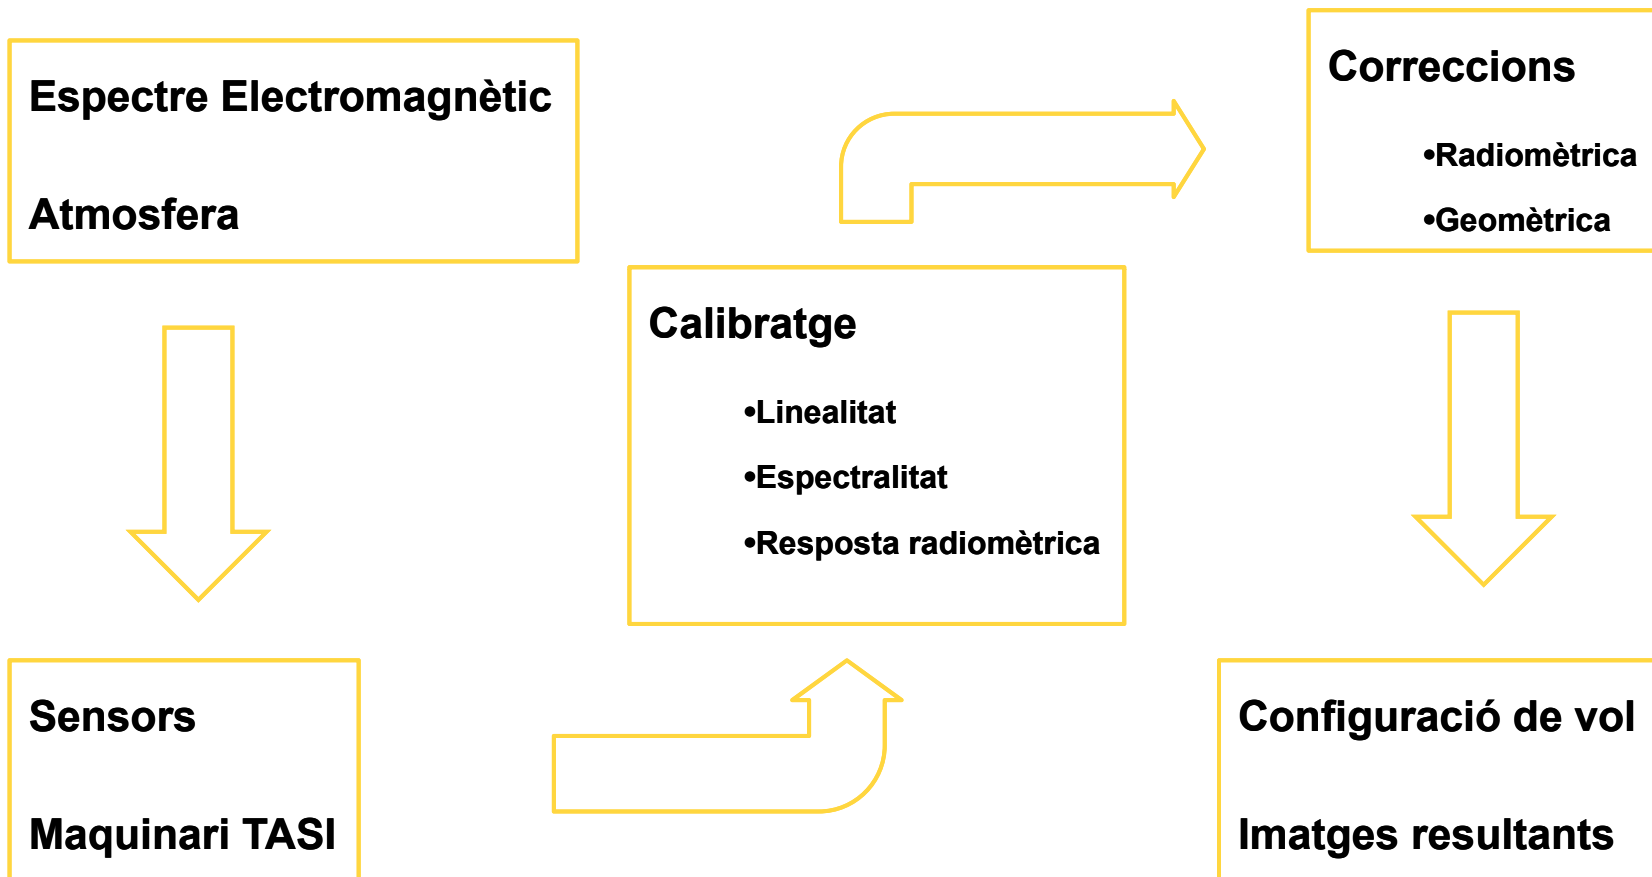 Espectre Electromagnètic
Atmosfera
Sensors
Maquinari TASI
Calibratge
•Linealitat
•Espectralitat
•Resposta radiomètrica
Correccions
•Radiomètrica
•Geomètrica
Configuració de vol
Imatges resultants